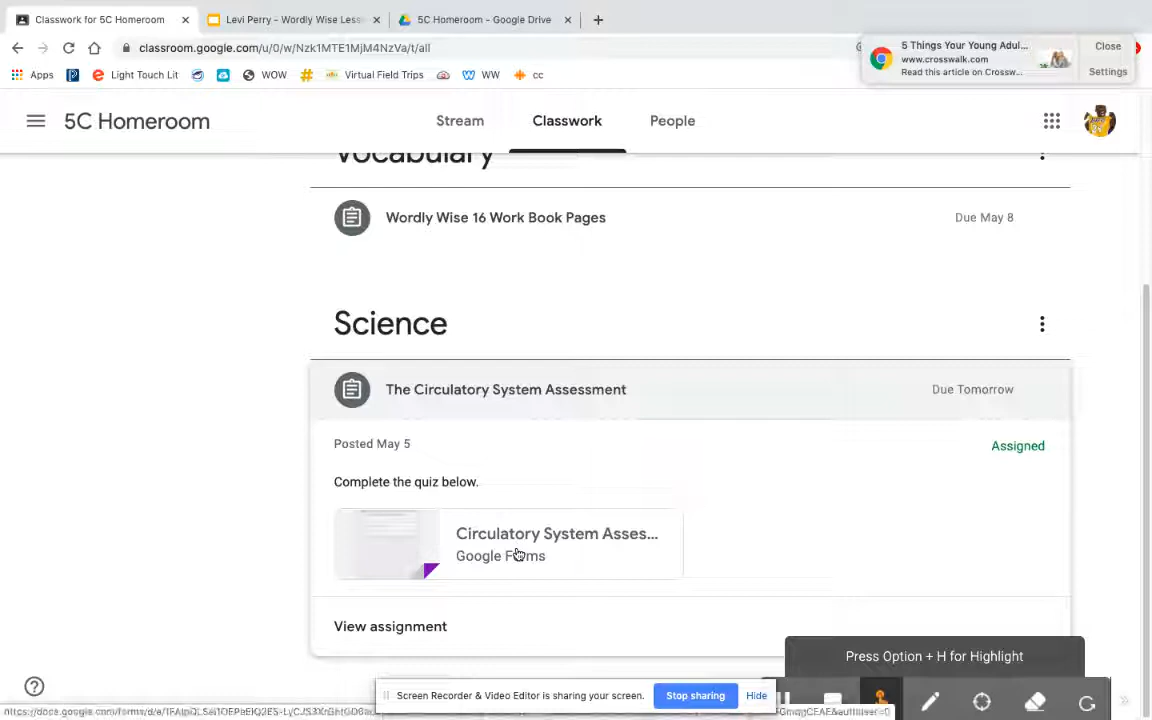 Classwork for 5C Homeroom
Levi Perry - Wordly Wise Less
5C Homeroom - Google Drive
classroom.google.com/u/0/w/Nzk1MTE1MjM4NzVa/t/all
5 Things Your Young Adul...
www.crosswalk.com
Read this article on Crossw...
Close
Settings
Apps
Light Touch Lit
WOW
Virtual Field Trips
WW
cc
5C Homeroom
Stream
Classwork
People
Vocabulary
Wordly Wise 16 Work Book Pages
Due May 8
Science
The Circulatory System Assessment
Due Tomorrow
Posted May 5
Assigned
Complete the quiz below.
Circulatory System Asses...
Google Forms
View assignment
Press Option + H for Highlight
Screen Recorder & Video Editor is sharing your screen.
Stop sharing
Hide